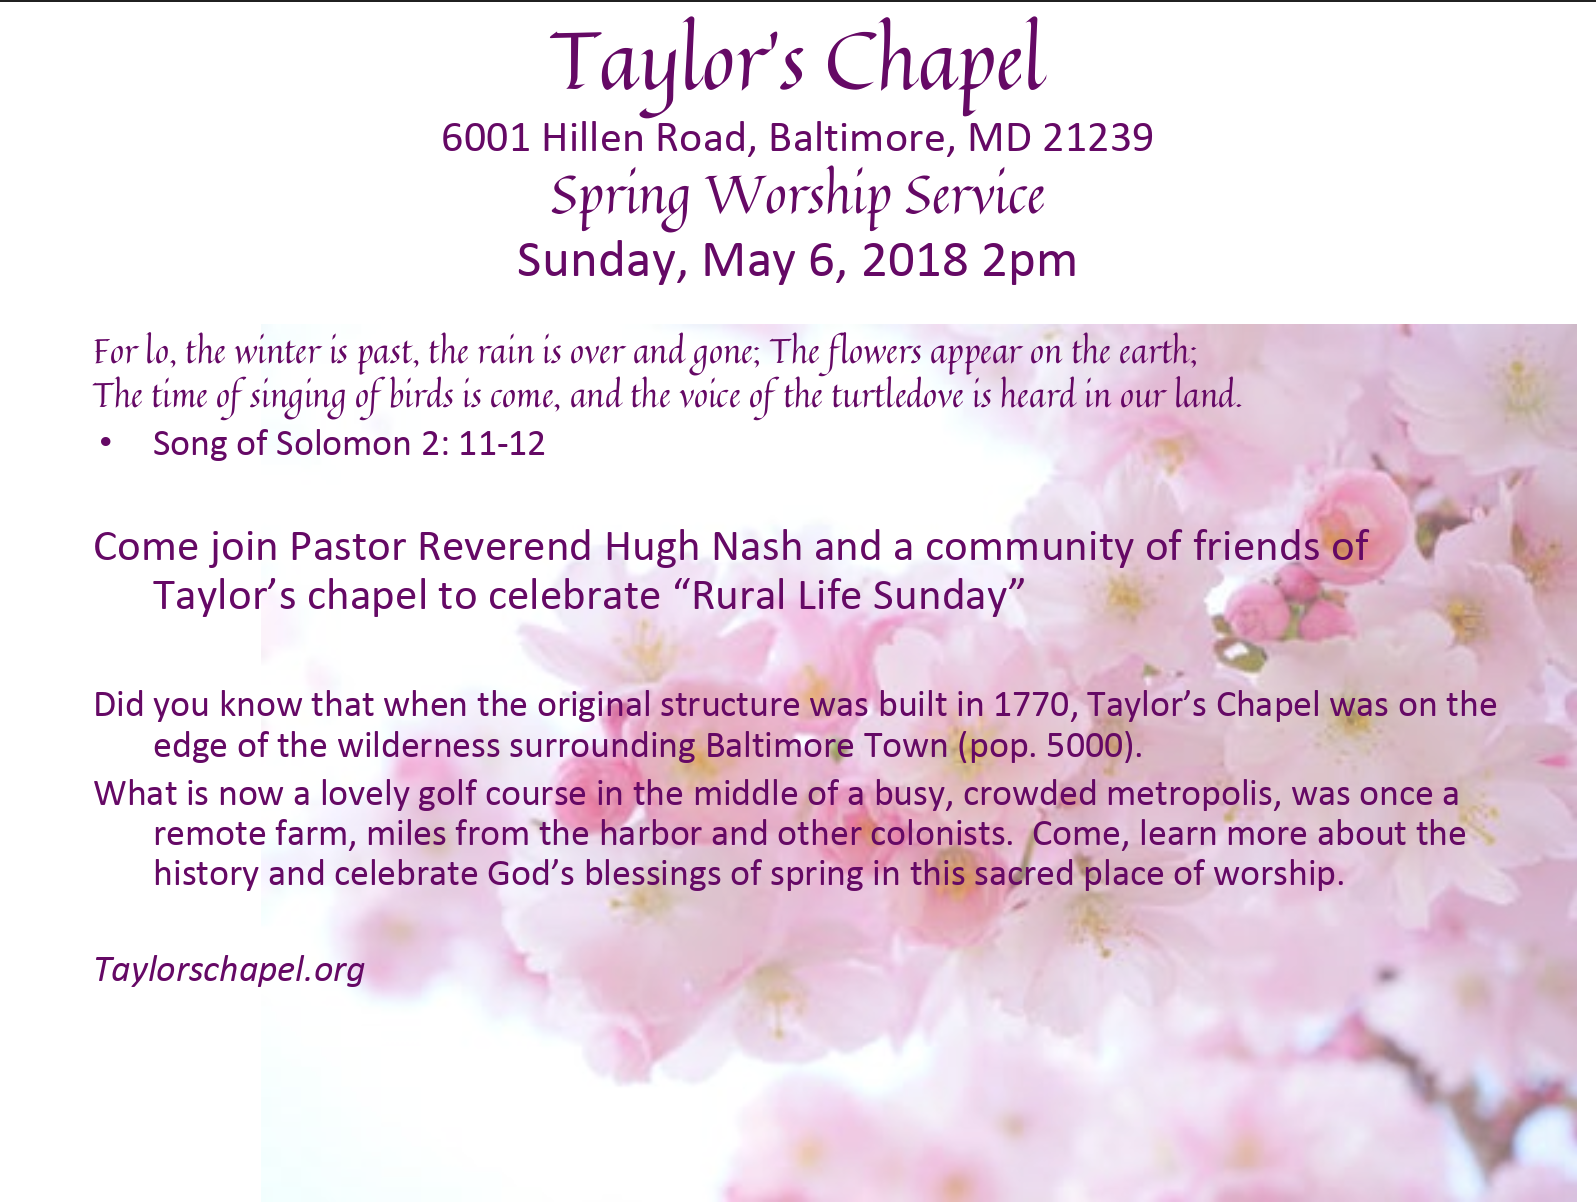 Taylor's Chapel
6001 Hillen Road, Baltimore, MD 21239
Spring Worship Service
Sunday, May 6, 2018 2pm
For lo, the winter is past, the rain is over and gone; The flowers appear on the earth;
The time of singing of birds is come, and the voice of the turtledove is heard in our land.
• Song of Solomon 2: 11-12
Come join Pastor Reverend Hugh Nash and a community of friends of
Taylor’s chapel to celebrate “Rural Life Sunday”
Did you know that when the original structure was built in 1770, Taylor’s Chapel was on the
edge of the wilderness surrounding Baltimore Town (pop. 5000).
What is now a lovely golf course in the middle of a busy, crowded metropolis, was once a
remote farm, miles from the harbor and other colonists.  Come, learn more about the
history and celebrate God’s blessings of spring in this sacred place of worship.
Taylorschapel.org